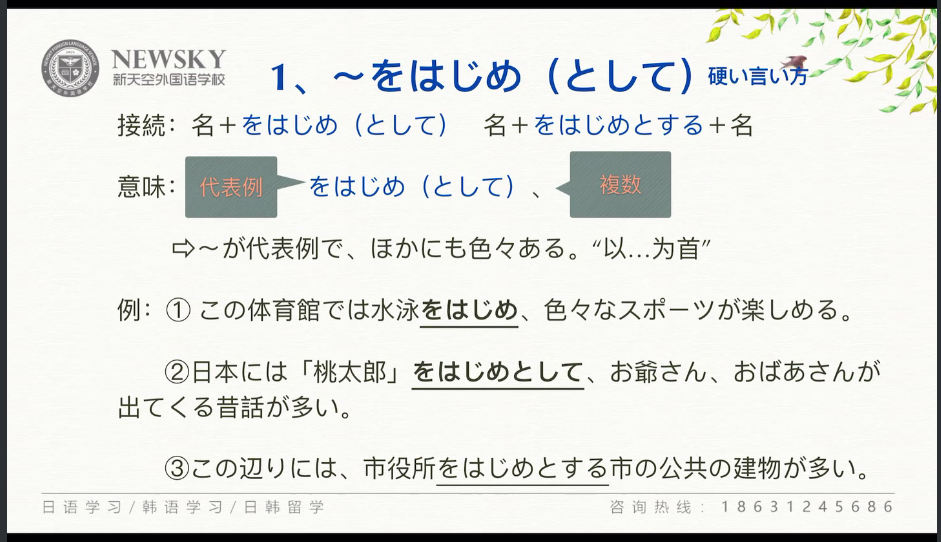 NEWSKY
新天空外国语学校
1、～をはじめ（として）硬い言い方
接続：名＋をはじめ（として） 名＋をはじめとする＋名
意味：代表例 をはじめ（として）、 複数
⇨～が代表例で、ほかにも色々ある。“以…为首”
例：① この体育館では水泳をはじめ、色々なスポーツが楽しめる。
②日本には「桃太郎」をはじめとして、お爺さん、おばあさんが
出てくる昔話が多い。
③この辺りには、市役所をはじめとする市の公共の建物が多い。
日语学习/韩语学习/日韩留学
咨询热线：18631245686